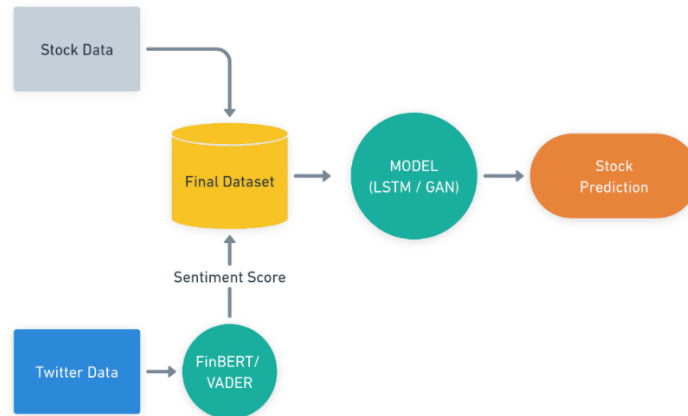 Stock Data
Final Dataset
MODEL
(LSTM / GAN)
Stock
Prediction
Sentiment Score
Twitter Data
FinBERT/
VADER